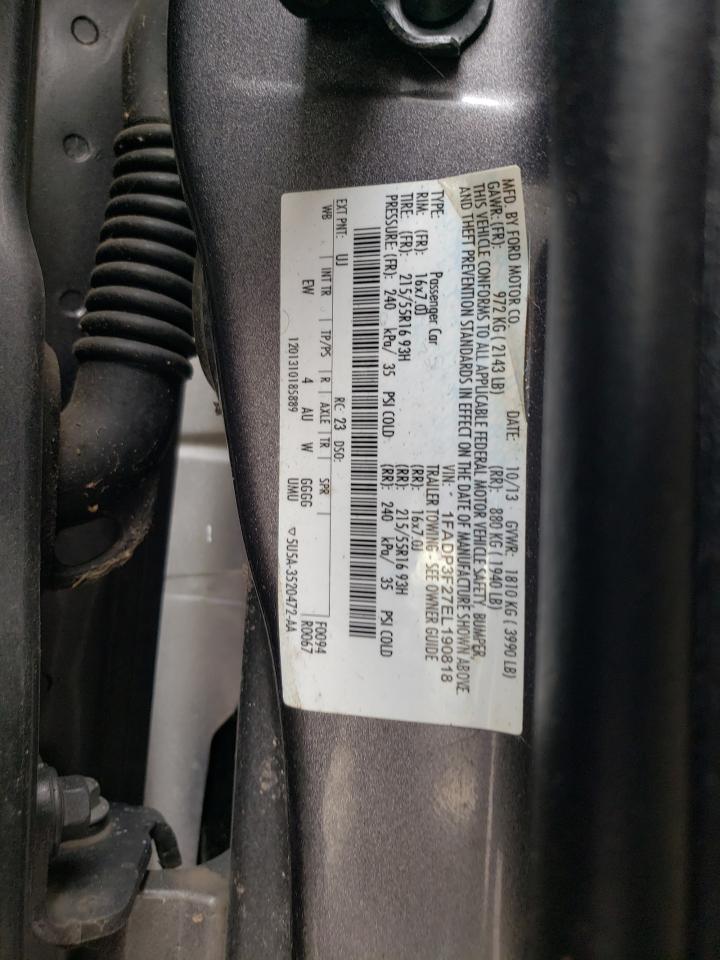 MFD. BY FORD MOTOR CO.
DATE: 10/13 GVWR: 1810 KG ( 3990 LB)
GAWR: (FR): 972 KG ( 2143 LB) (RR): 880 KG ( 1940 LB)
THIS VEHICLE CONFORMS TO ALL APPLICABLE FEDERAL MOTOR VEHICLE SAFETY, BUMPER,
AND THEFT PREVENTION STANDARDS IN EFFECT ON THE DATE OF MANUFACTURE SHOWN ABOVE
VIN: 1FADP3F27EL190818
TYPE Passenger Car TRAILER TOWING - SEE OWNER GUIDE
RIM: (FR): 16x7.0J (RR): 16x7.0J
TIRE: (FR): 215/55R16 93H (RR): 215/55R16 93H
PRESSURE (FR): 240 kPa/ 35 PSI COLD (RR): 240 kPa/ 35 PSI COLD
EXT PNT: UJ RC: 23 DSO: F0094
WB INT TR TP/PS R AXLE TR SPR R0067
EW 4 AU W GGGG
UMU
1201310185889 ▽5U5A-3520472-AA